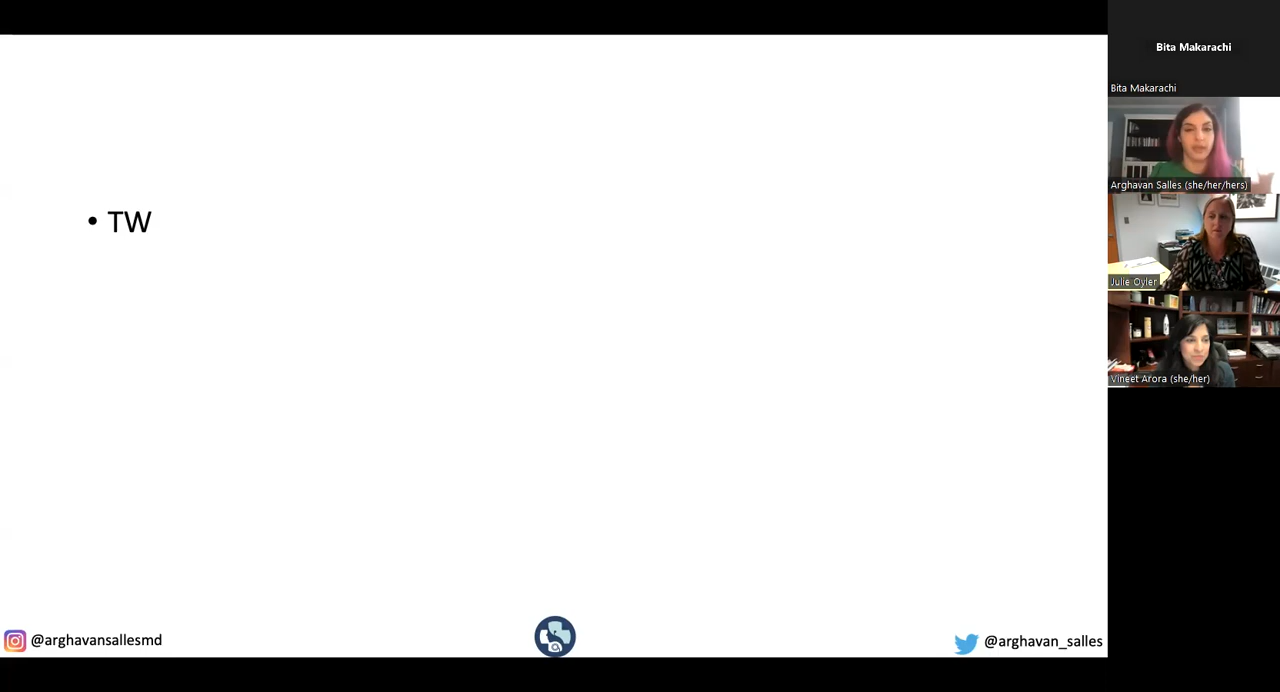 • TW
@arghavansallesmd
@arghavan_salles
Bita Makarachi
Bita Makarachi
Arghavan Salles (she/her/hers)
Julie Oyler
Vineet Arora (she/her)